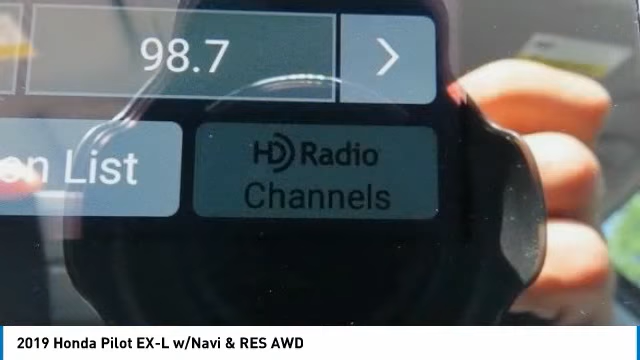 98.7
List
HD Radio
Channels
2019 Honda Pilot EX-L w/Navi & RES AWD